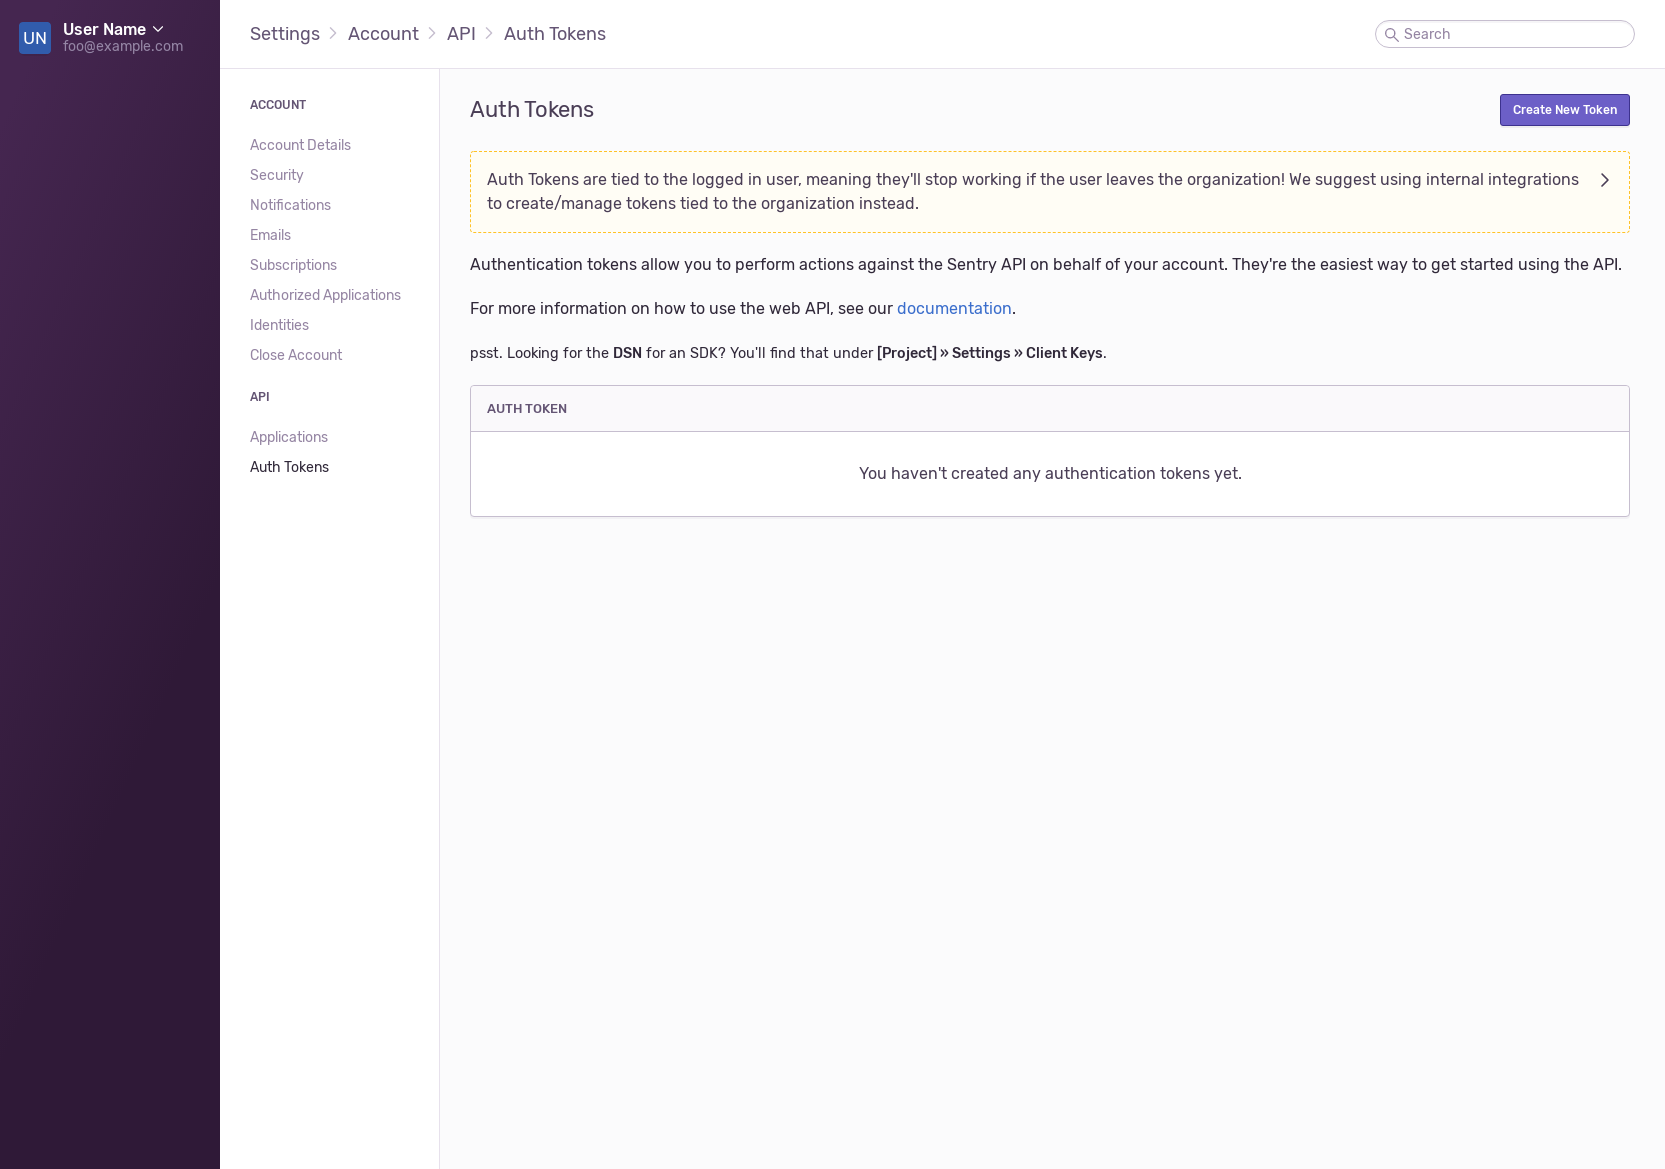 UN
User Name
foo@example.com
Settings
Account
API
Auth Tokens
Search
ACCOUNT
Account Details
Security
Notifications
Emails
Subscriptions
Authorized Applications
Identities
Close Account
API
Applications
Auth Tokens
Auth Tokens
Create New Token
Auth Tokens are tied to the logged in user, meaning they'll stop working if the user leaves the organization! We suggest using internal integrations
to create/manage tokens tied to the organization instead.
Authentication tokens allow you to perform actions against the Sentry API on behalf of your account. They're the easiest way to get started using the API.
For more information on how to use the web API, see our documentation.
psst. Looking for the DSN for an SDK? You'll find that under [Project] » Settings » Client Keys.
AUTH TOKEN
You haven't created any authentication tokens yet.